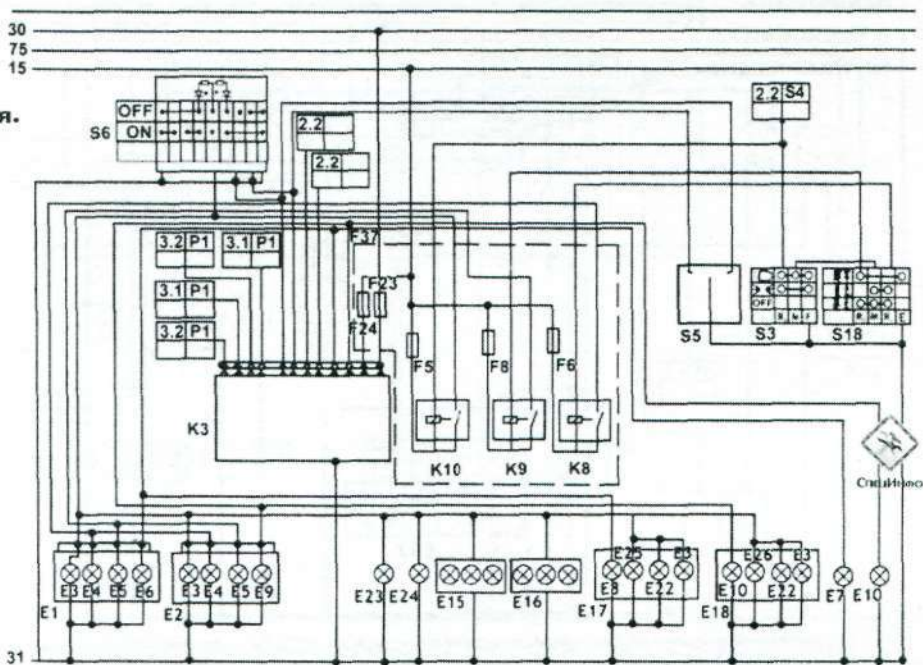 30
75
15
я.
OFF
S6 ON
2.2
2.2
2.2 S4
3.2 P1 3.1 P1
3.1 P1
3.2 P1
F37
F23
F24
F5 F8 F6
S5 S3 S18
OFF
K3
K10 K9 K8
E3 E4 E5 E6
E1
E3 E4 E5 E9
E2
E23 E24 E15 E16
E25 E3
E8 E22
E17
E26 E3
E10 E22
E18
E7 E10
31